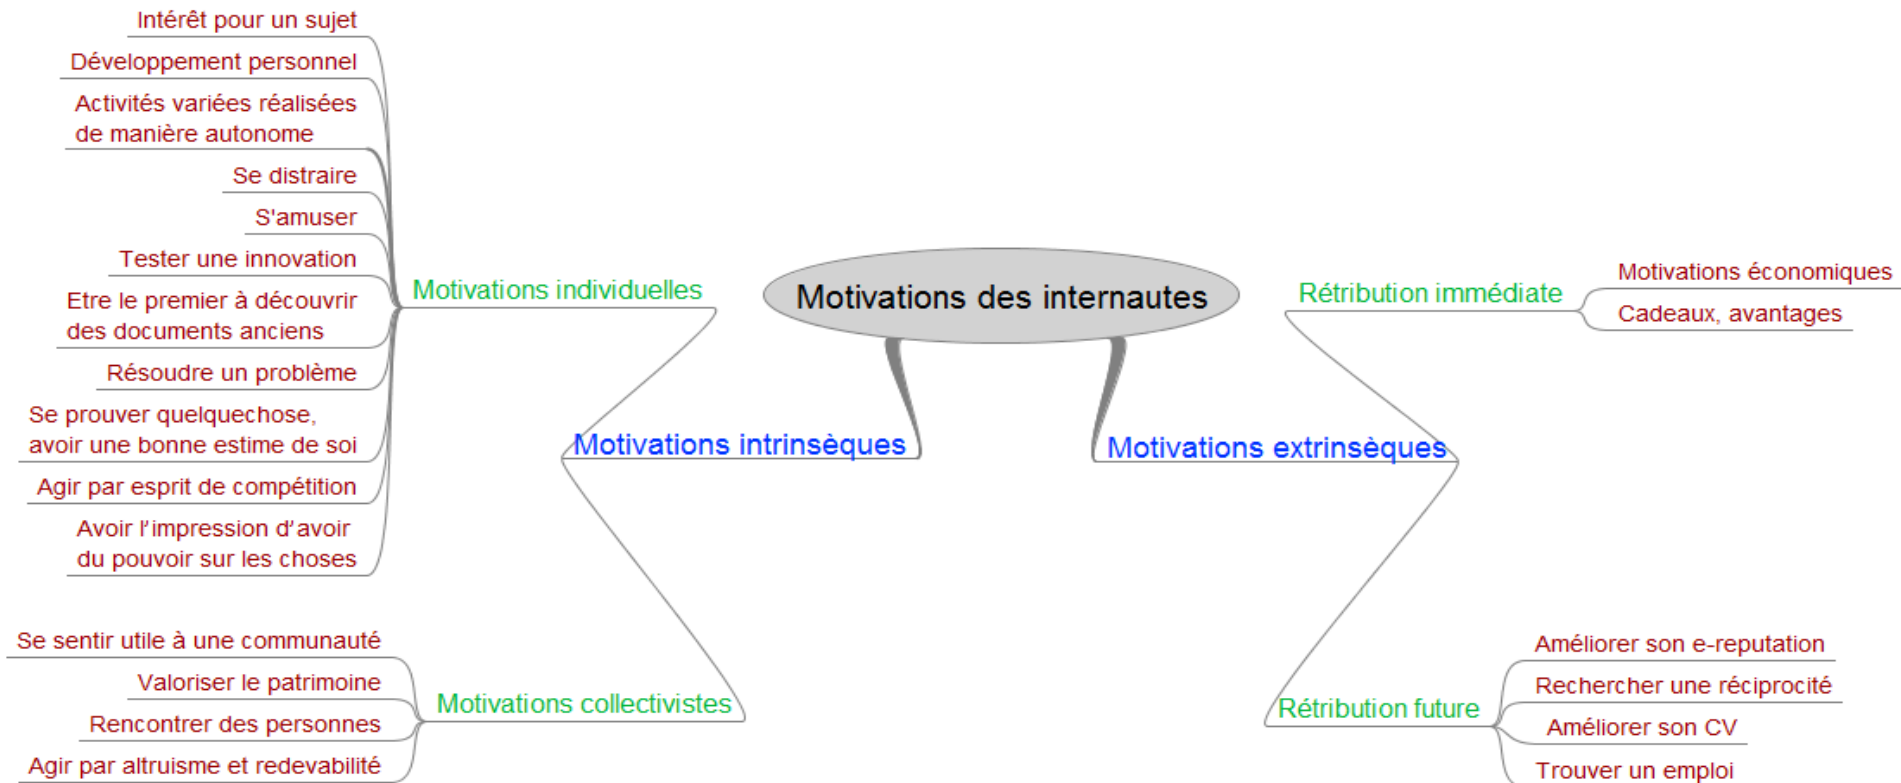 Intérêt pour un sujet
Développement personnel
Activités variées réalisées
de manière autonome
Se distraire
S'amuser
Tester une innovation
Etre le premier à découvrir
des documents anciens
Résoudre un problème
Se prouver quelquechose,
avoir une bonne estime de soi
Agir par esprit de compétition
Avoir l'impression d'avoir
du pouvoir sur les choses
Motivations individuelles
Se sentir utile à une communauté
Valoriser le patrimoine
Rencontrer des personnes
Agir par altruisme et redevabilité
Motivations collectivistes
Motivations intrinsèques
Motivations des internautes
Motivations extrinsèques
Rétribution immédiate
Motivations économiques
Cadeaux, avantages
Rétribution future
Améliorer son e-reputation
Rechercher une réciprocité
Améliorer son CV
Trouver un emploi